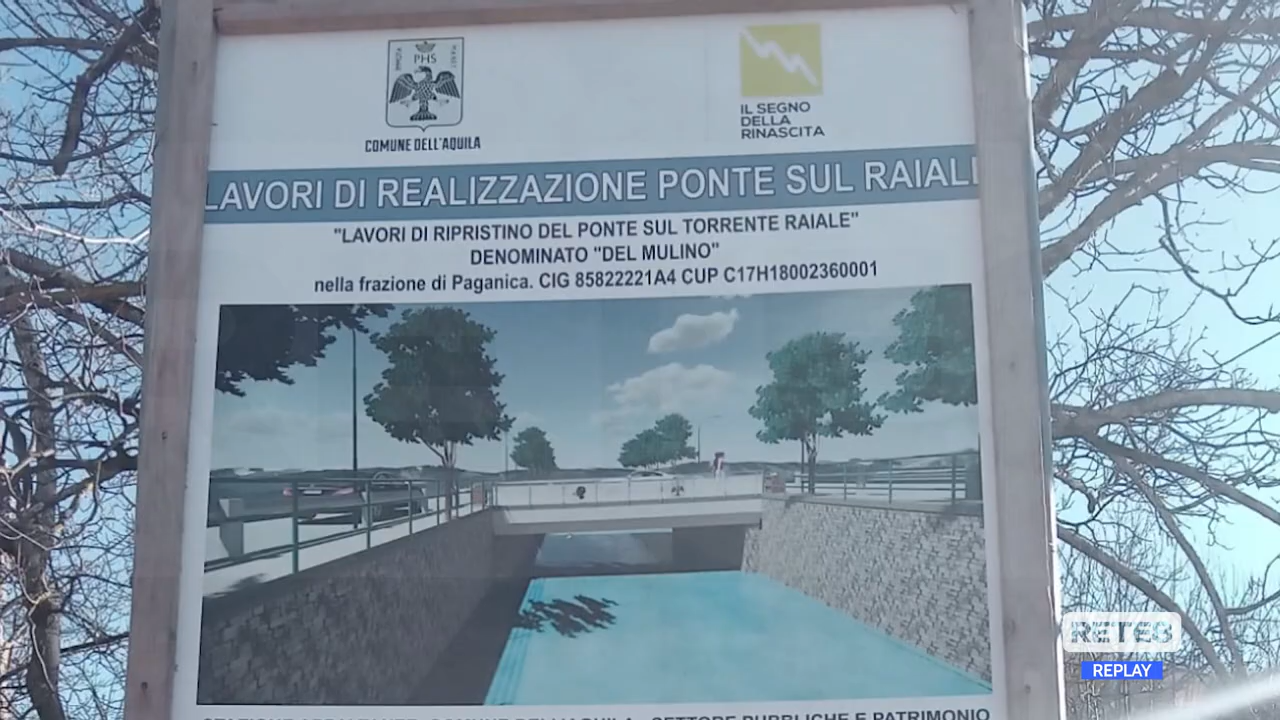 IMMOTA
PHS
MANET
COMUNE DELL'AQUILA
IL SEGNO
DELLA
RINASCITA
LAVORI DI REALIZZAZIONE PONTE SUL RAIALE
"LAVORI DI RIPRISTINO DEL PONTE SUL TORRENTE RAIALE"
DENOMINATO "DEL MULINO"
nella frazione di Paganica. CIG 85822221A4 CUP C17H18002360001
STAZIONE APPALTANTE: COMUNE DELL'AQUILA - SETTORE PUBBLICHE E PATRIMONIO
RETE8
REPLAY